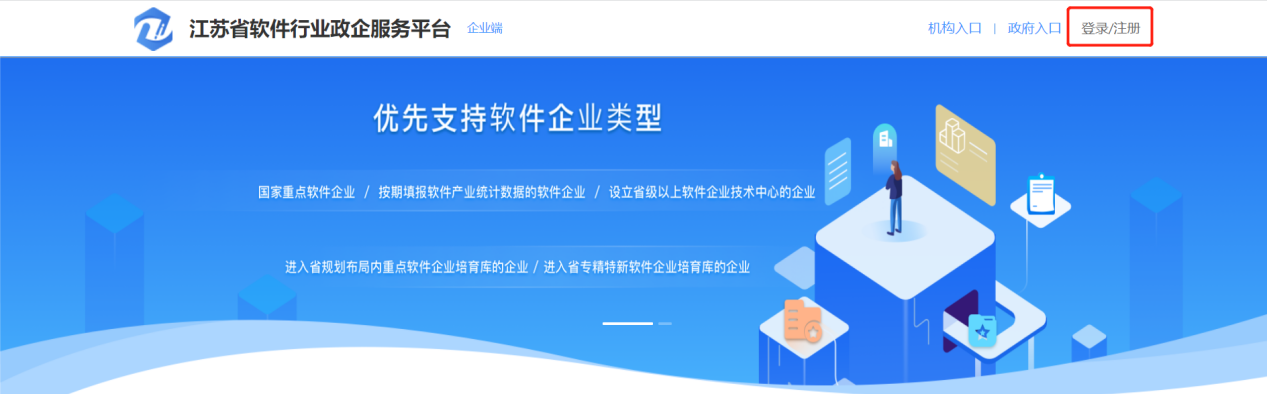 江苏省软件行业政企服务平台 企业端 机构入口 | 政府入口 登录/注册
优先支持软件企业类型
国家重点软件企业 / 按期填报软件产业统计数据的软件企业 / 设立省级以上软件企业技术中心的企业
进入省规划布局内重点软件企业培育库的企业 / 进入省专精特新软件企业培育库的企业